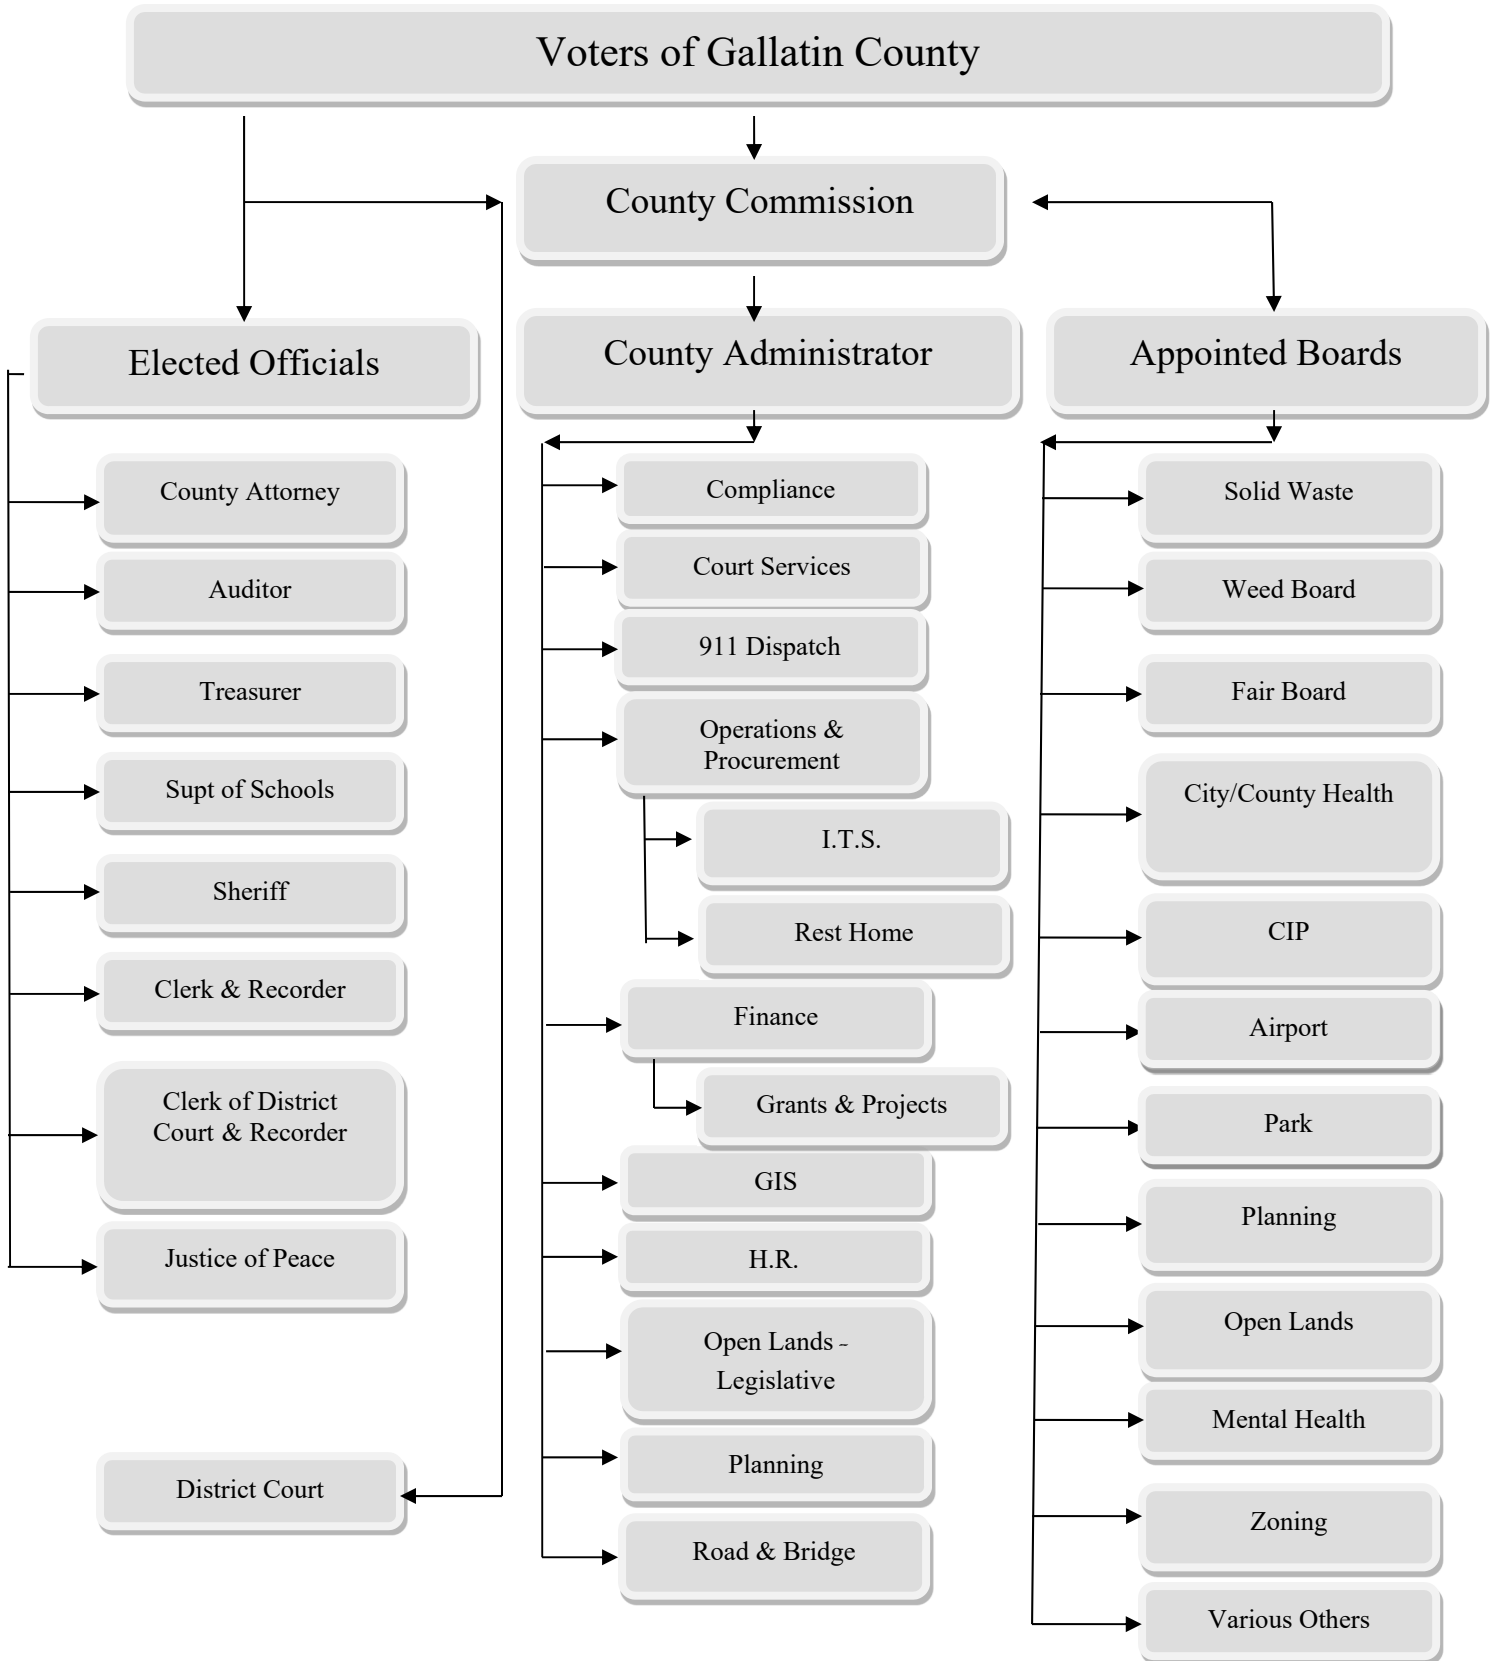 Voters of Gallatin County
County Commission
Elected Officials
County Administrator
Appointed Boards
County Attorney
Auditor
Treasurer
Supt of Schools
Sheriff
Clerk & Recorder
Clerk of District
Court & Recorder
Justice of Peace
District Court
Compliance
Court Services
911 Dispatch
Operations &
Procurement
I.T.S.
Rest Home
Finance
Grants & Projects
GIS
H.R.
Open Lands -
Legislative
Planning
Road & Bridge
Solid Waste
Weed Board
Fair Board
City/County Health
CIP
Airport
Park
Planning
Open Lands
Mental Health
Zoning
Various Others